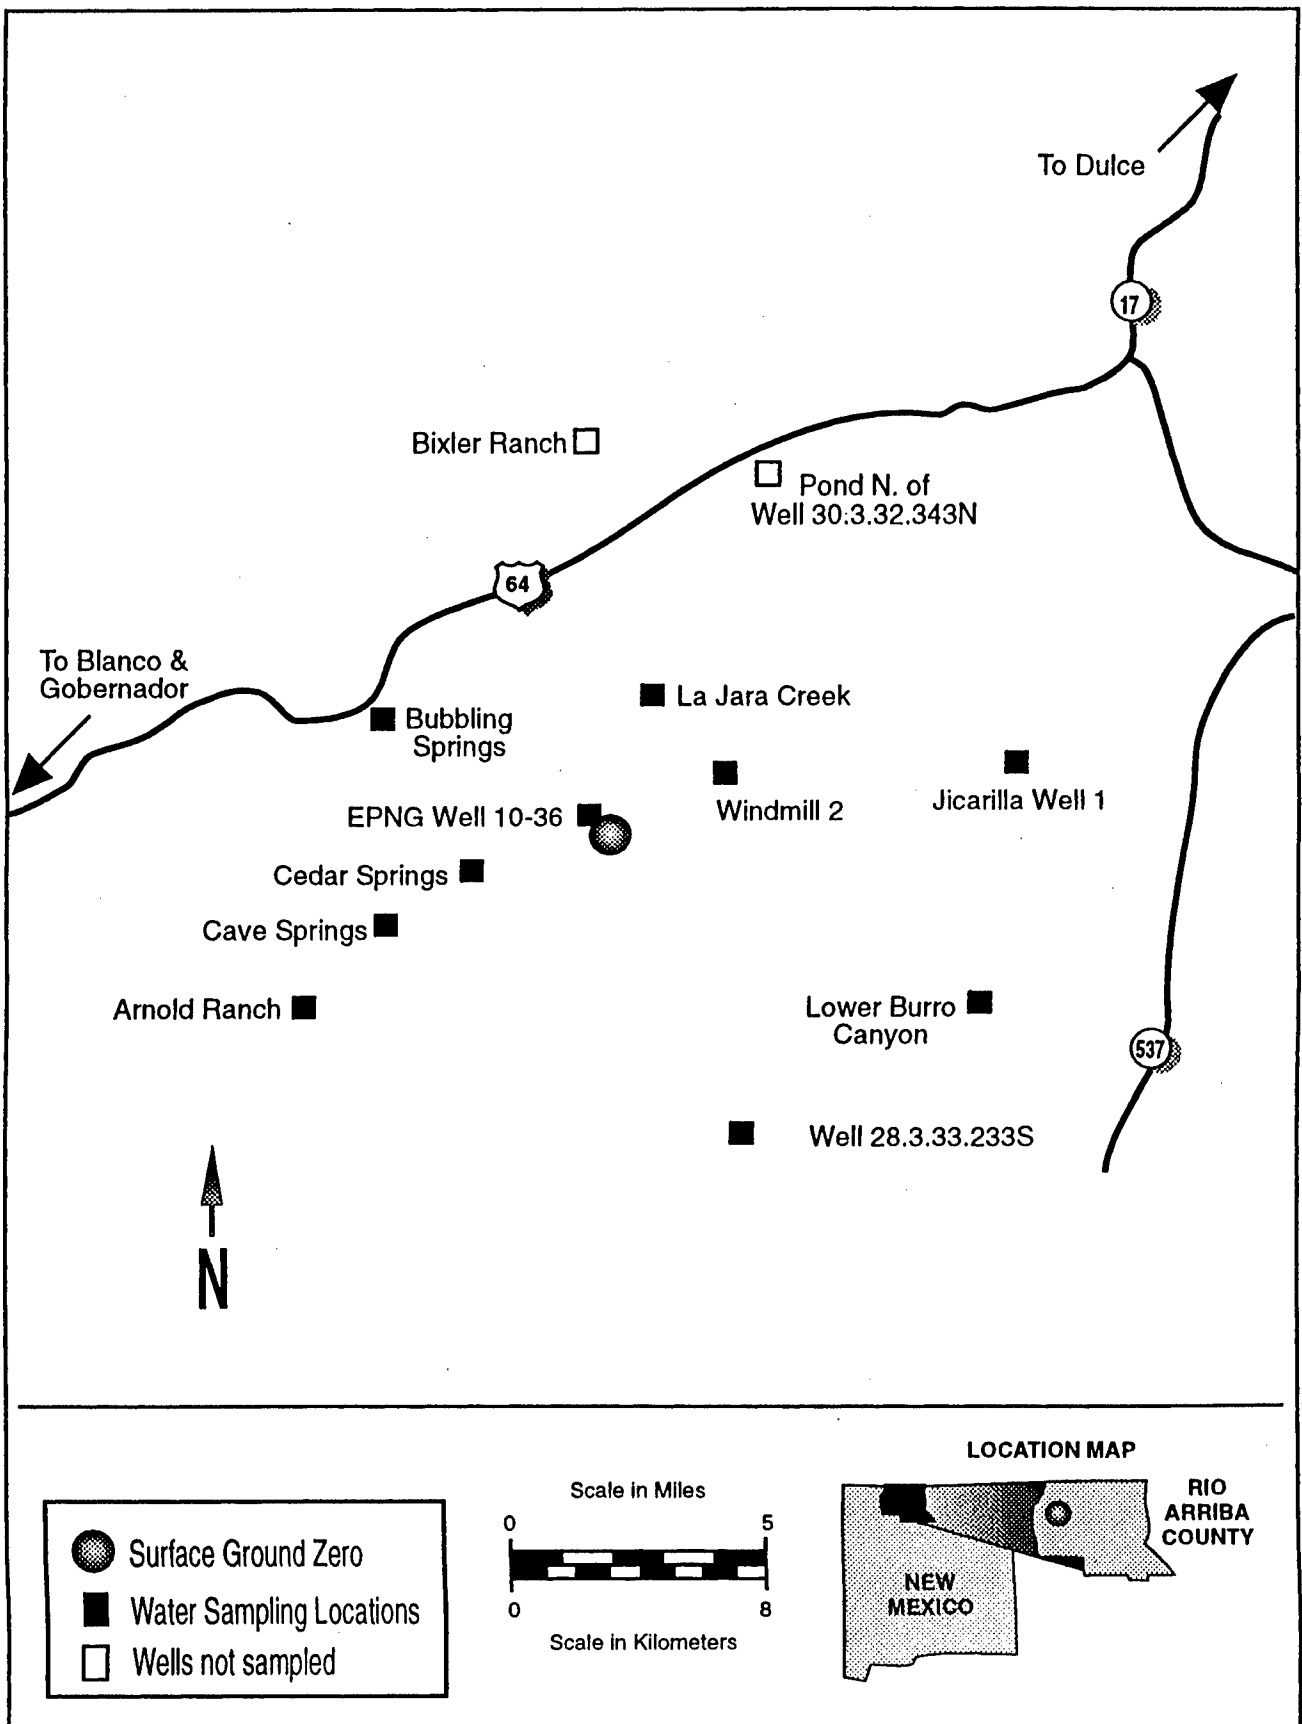 To Dulce
17
Bixler Ranch
Pond N. of
Well 30.3.32.343N
64
To Blanco &
Gobernador
La Jara Creek
Bubbling
Springs
Jicarilla Well 1
Windmill 2
EPNG Well 10-36
Cedar Springs
Cave Springs
Arnold Ranch
Lower Burro
Canyon
537
Well 28.3.33.233S
N
LOCATION MAP
Scale in Miles
0 5
0 8
Scale in Kilometers
RIO
ARRIBA
COUNTY
NEW
MEXICO
Surface Ground Zero
Water Sampling Locations
Wells not sampled